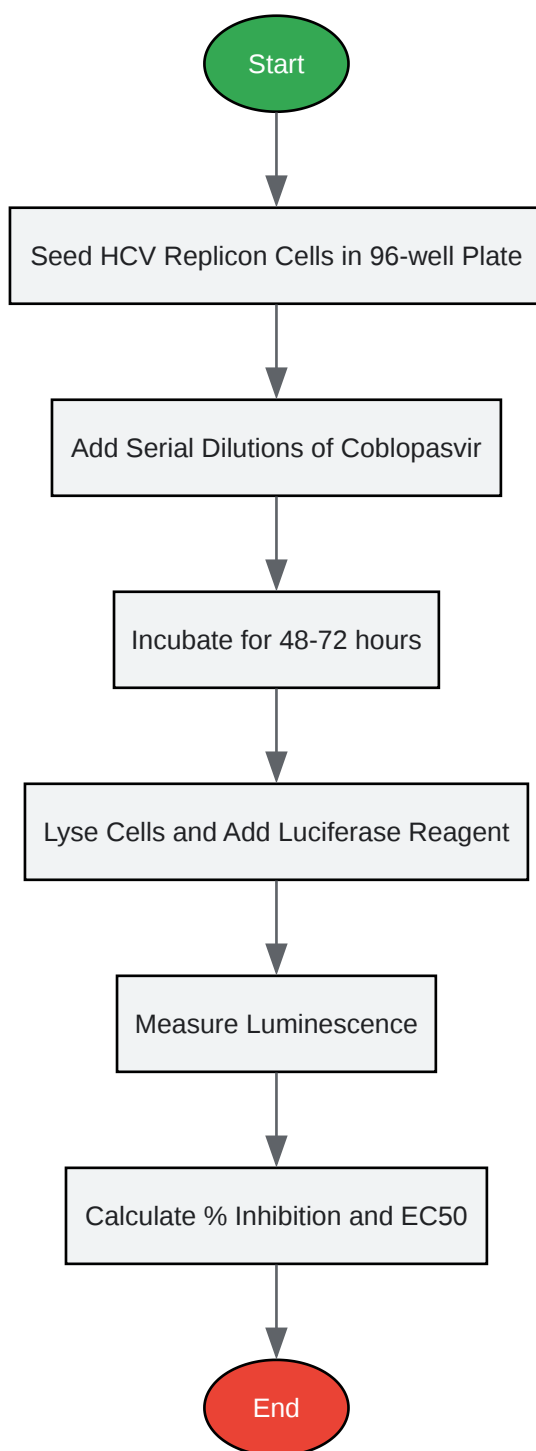 Start
Seed HCV Replicon Cells in 96-well Plate
Add Serial Dilutions of Coblopasvir
Incubate for 48-72 hours
Lyse Cells and Add Luciferase Reagent
Measure Luminescence
Calculate % Inhibition and EC50
End